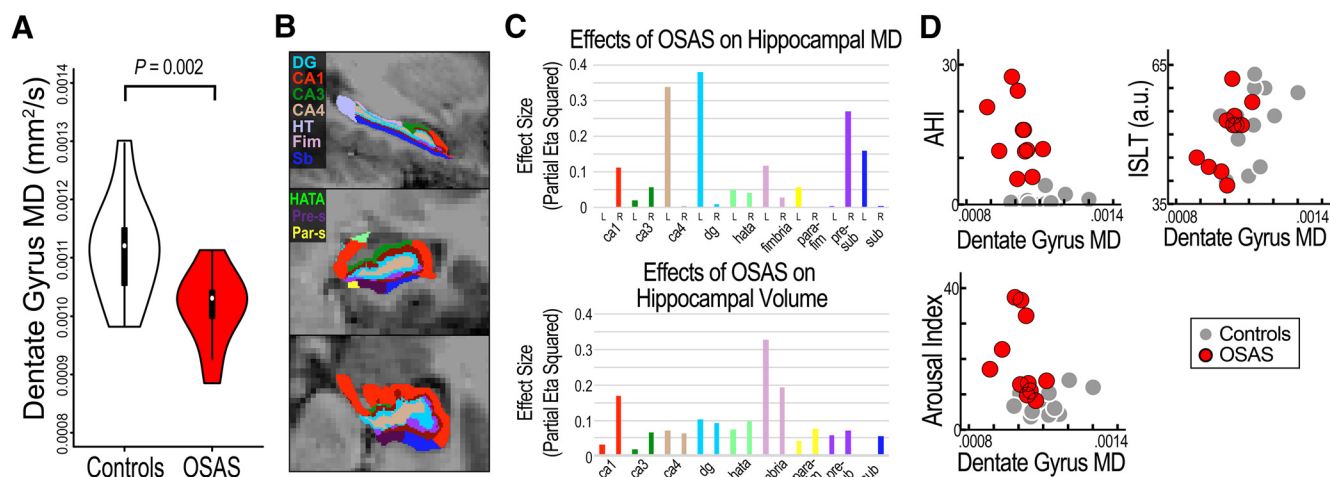 A
Dentate Gyrus MD (mm²/s)
0.0014
0.0013
0.0012
0.0011
0.0010
0.0009
0.0008
P = 0.002
Controls OSAS
B
DG
CA1
CA3
CA4
HT
Fim
Sb
HATA
Pre-s
Par-s
C
Effects of OSAS on Hippocampal MD
Effect Size
(Partial Eta Squared)
0.4
0.3
0.2
0.1
0
L R L R L R L R L R L R L R L R L R
ca1 ca3 ca4 dg hata fimbria para-fim pre-sub sub
Effects of OSAS on
Hippocampal Volume
Effect Size
(Partial Eta Squared)
0.4
0.3
0.2
0.1
0
ca1 ca3 ca4 dg hata
D
AHI
30
0
.0008 .0014
Dentate Gyrus MD
ISLT (a.u.)
65
35
.0008 .0014
Dentate Gyrus MD
Arousal Index
40
0
.0008 .0014
Dentate Gyrus MD
Controls
OSAS